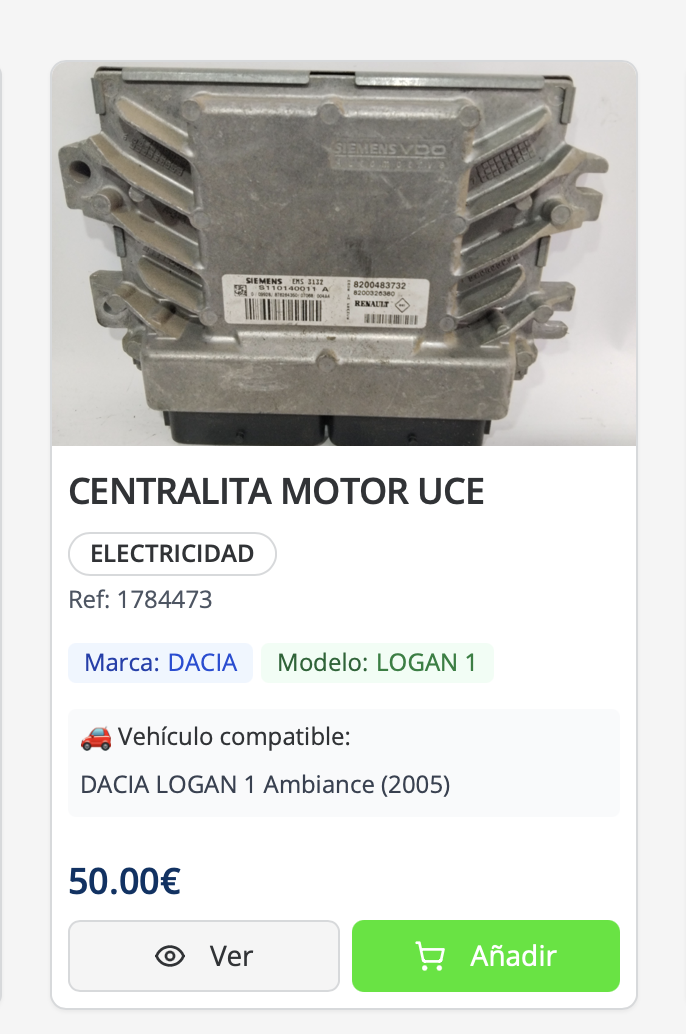 SIEMENS VDO
SIEMENS EMS 3132
S110140011 A
8200483732
8200326380
RENAULT
CENTRALITA MOTOR UCE
ELECTRICIDAD
Ref: 1784473
Marca: DACIA
Modelo: LOGAN 1
🚗 Vehículo compatible:
DACIA LOGAN 1 Ambiance (2005)
50.00€
Ver
Añadir